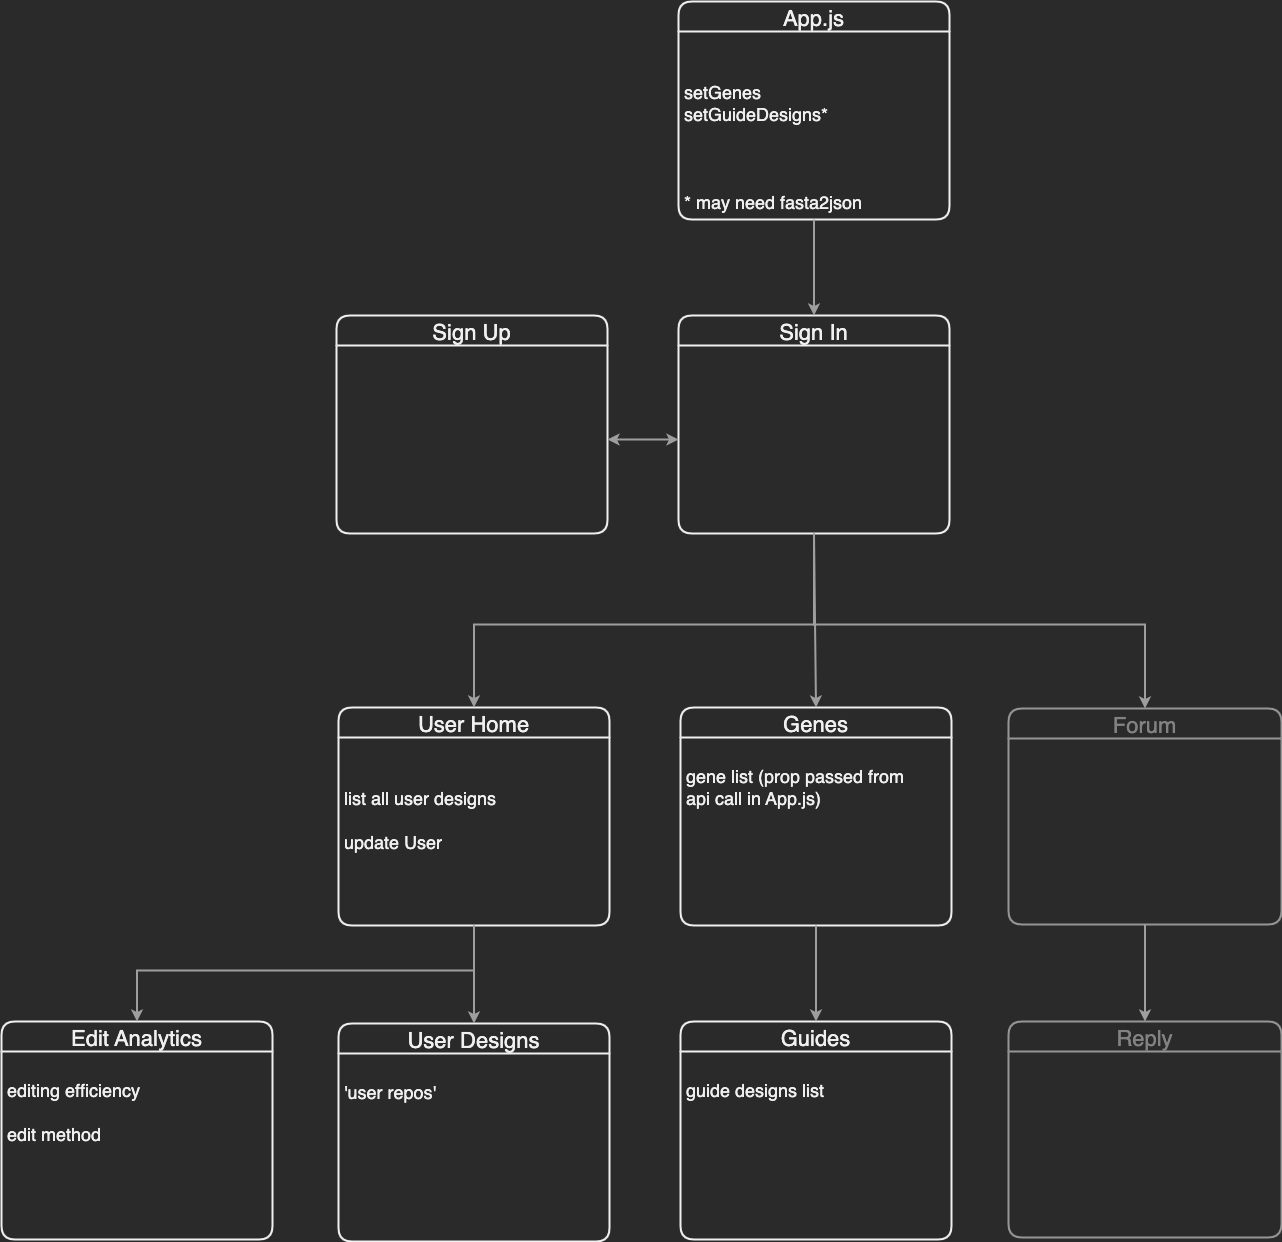 App.js
setGenes
setGuideDesigns*
* may need fasta2json
Sign Up
Sign In
User Home
list all user designs
update User
Genes
gene list (prop passed from
api call in App.js)
Forum
Edit Analytics
editing efficiency
edit method
User Designs
'user repos'
Guides
guide designs list
Reply